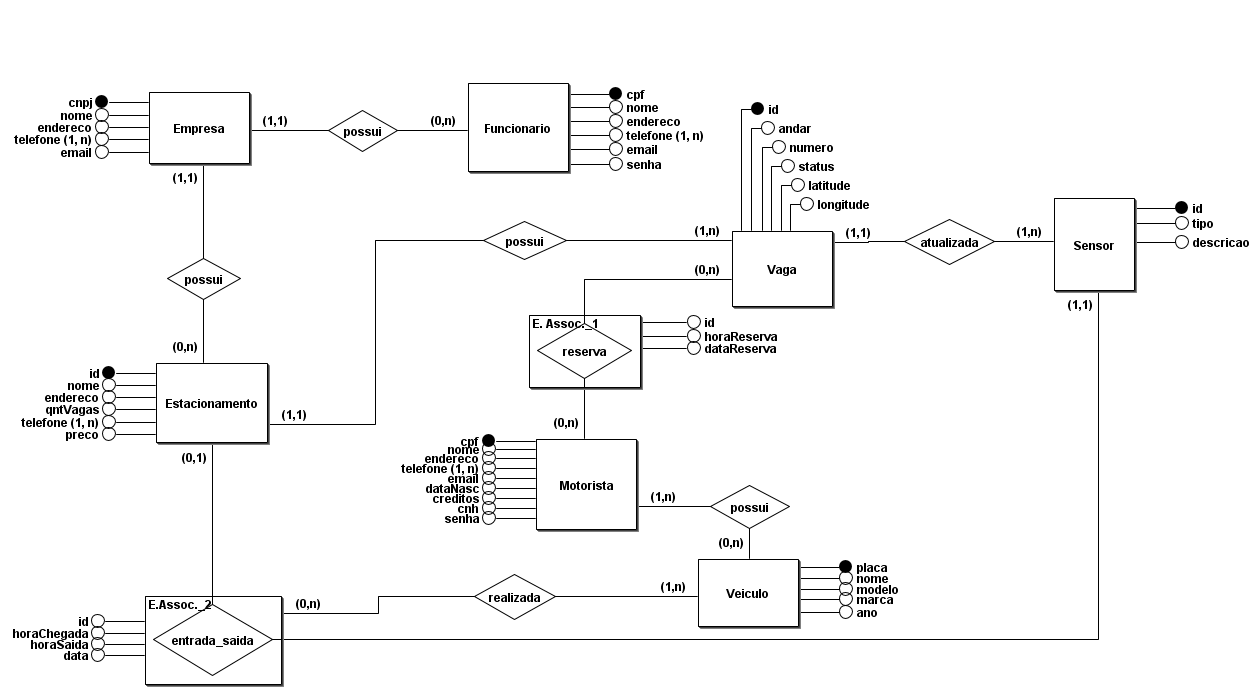 cnpj
nome
endereco
telefone (1, n)
email
Empresa
(1,1)
possui
(0,n)
Funcionario
cpf
nome
endereco
telefone (1, n)
email
senha
id
andar
numero
status
latitude
longitude
(1,1)
possui
(0,n)
possui
(1,n)
(0,n)
Vaga
(1,1)
atualizada
(1,n)
Sensor
id
tipo
descricao
(1,1)
E. Assoc._1
reserva
id
horaReserva
dataReserva
(0,n)
id
nome
endereco
qntVagas
telefone (1, n)
preco
Estacionamento
(1,1)
(0,1)
cpf
nome
endereco
telefone (1, n)
email
dataNasc
creditos
cnh
senha
Motorista
(1,n)
possui
(0,n)
Veiculo
placa
nome
modelo
marca
ano
(1,n)
realizada
(0,n)
E.Assoc._2
entrada_saida
id
horaChegada
horaSaida
data